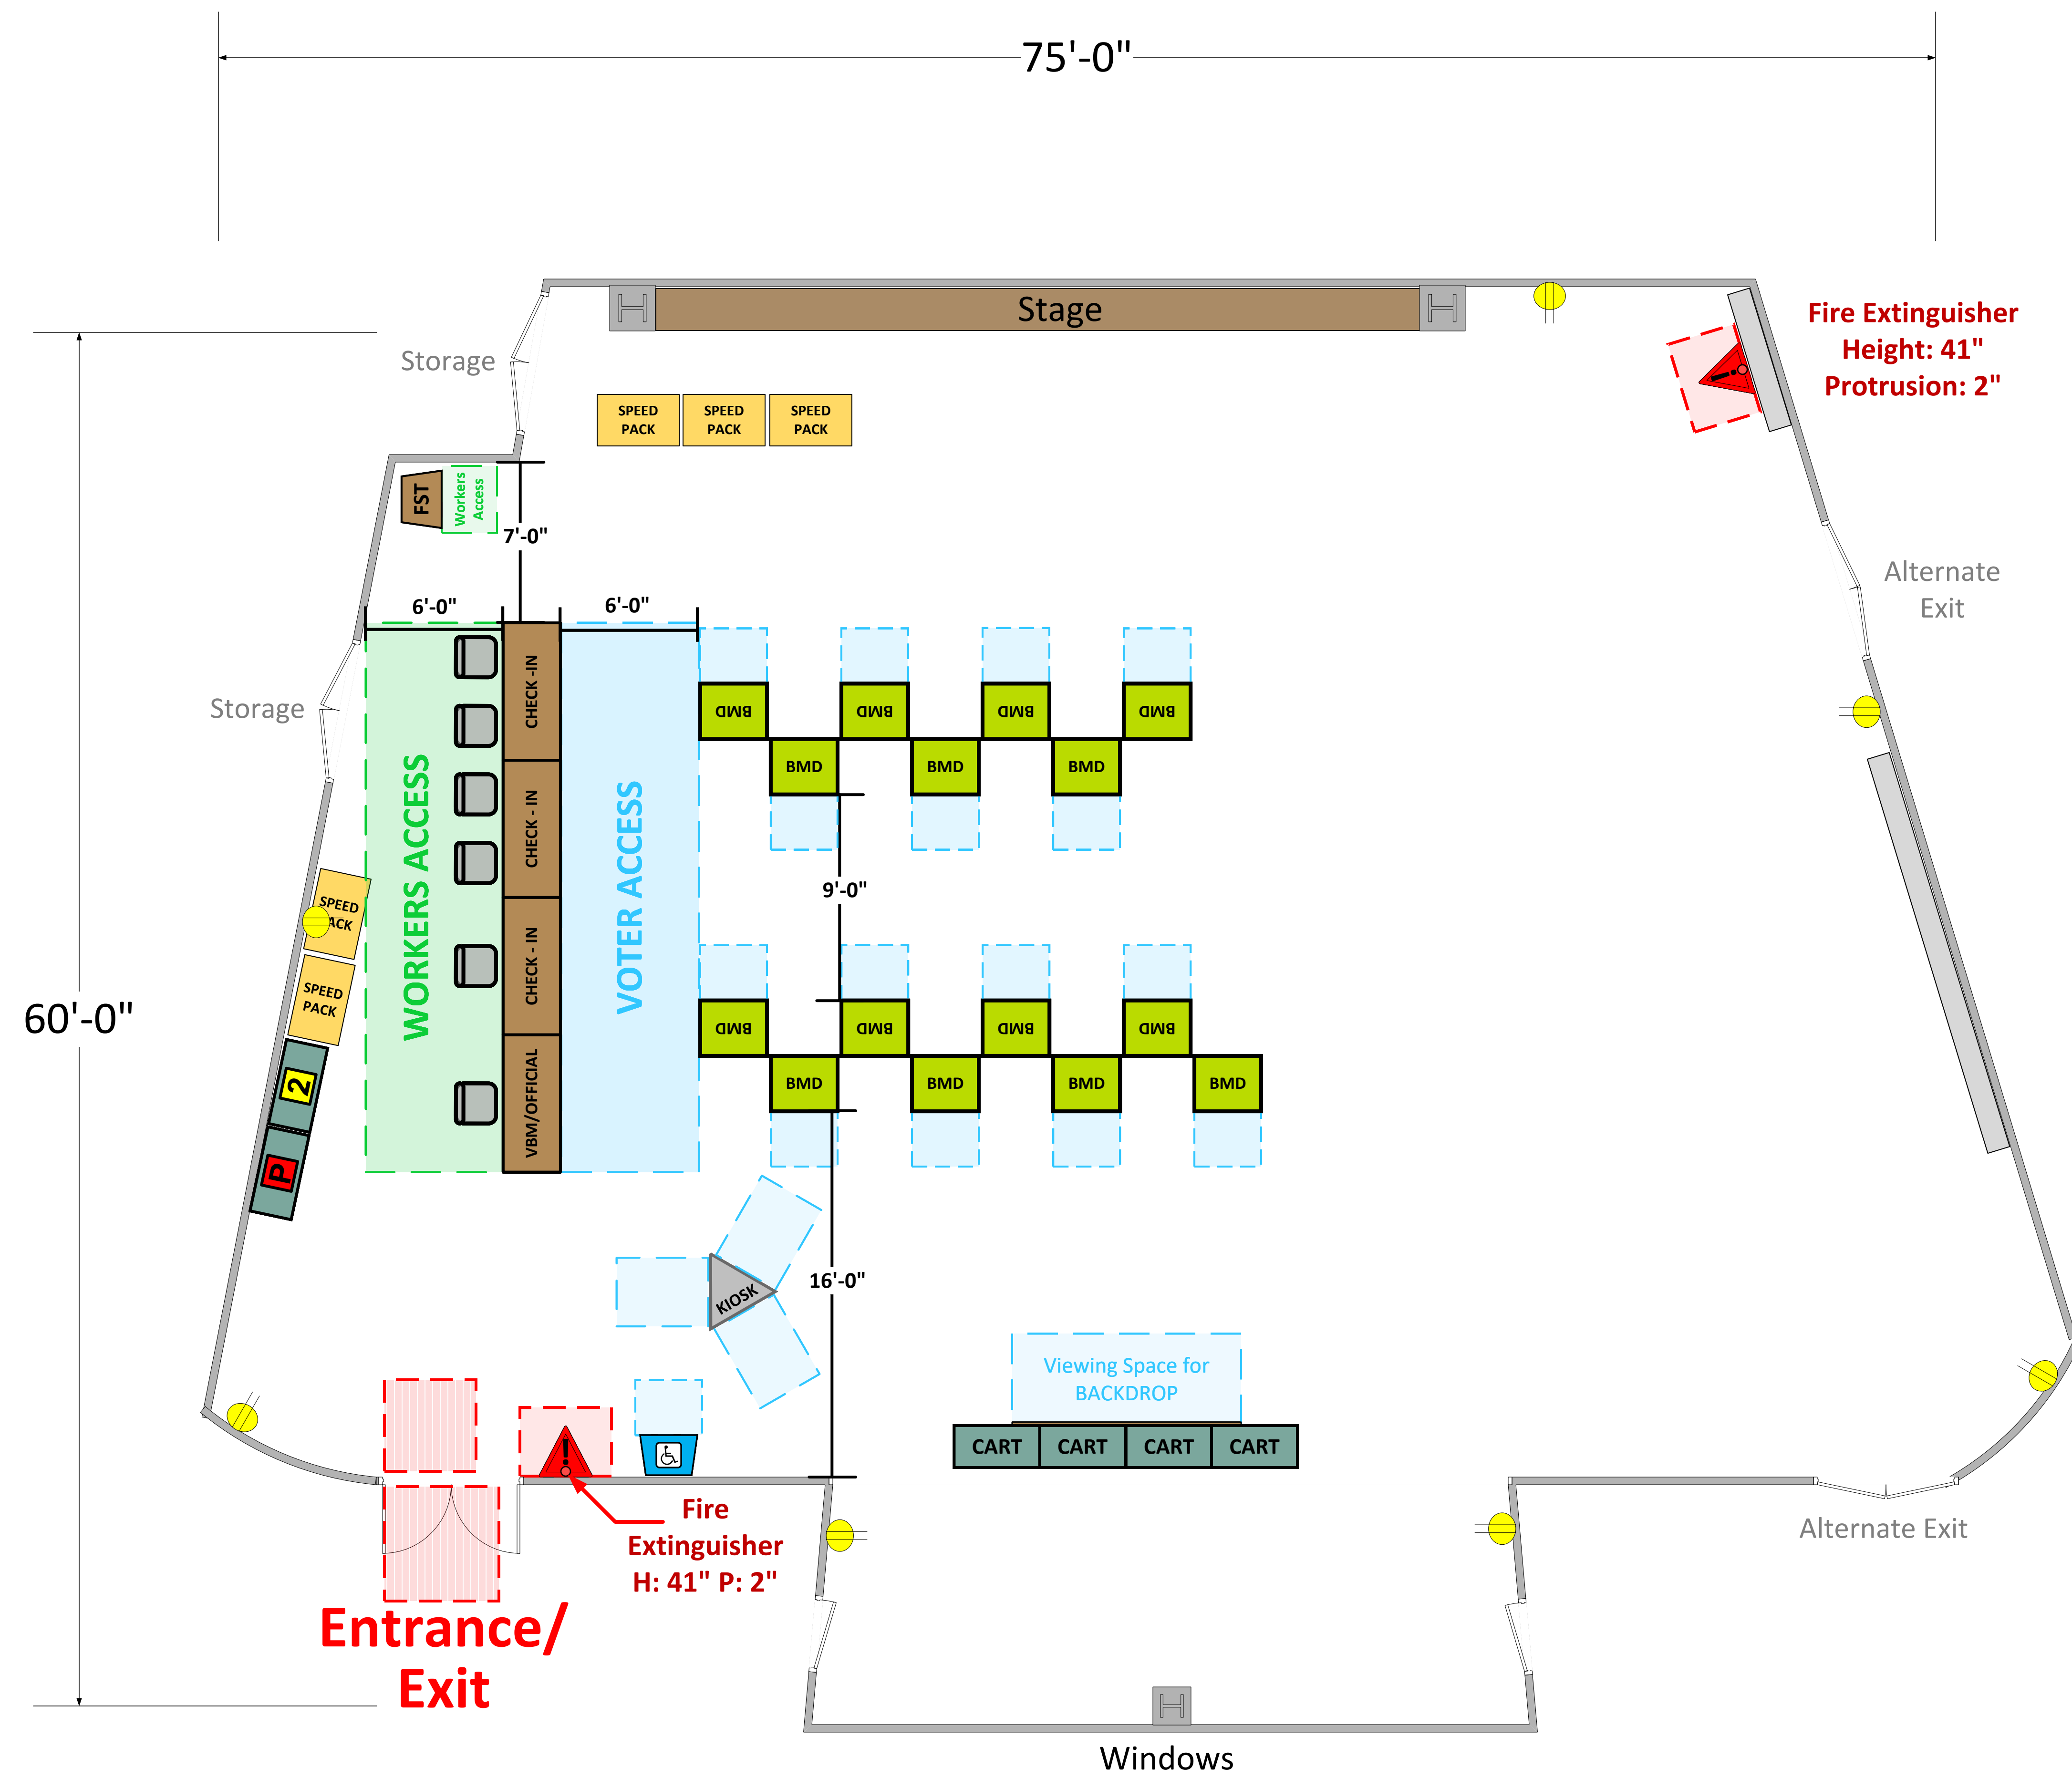 75'-0"
Stage
Fire Extinguisher
Height: 41"
Protrusion: 2"
Storage
SPEED
PACK
SPEED
PACK
SPEED
PACK
FST
Workers
Access
7'-0"
Alternate
Exit
6'-0"
6'-0"
Storage
WORKERS ACCESS
CHECK -IN
CHECK - IN
CHECK - IN
VBM/OFFICIAL
VOTER ACCESS
BMD
BMD
BMD
BMD
BMD
BMD
BMD
9'-0"
SPEED
ACK
SPEED
PACK
60'-0"
BMD
BMD
BMD
BMD
BMD
BMD
BMD
BMD
2
P
KIOSK
16'-0"
Viewing Space for
BACKDROP
CART
CART
CART
CART
!
!
H
H
H
Fire
Extinguisher
H: 41" P: 2"
Alternate Exit
Entrance/
Exit
Windows